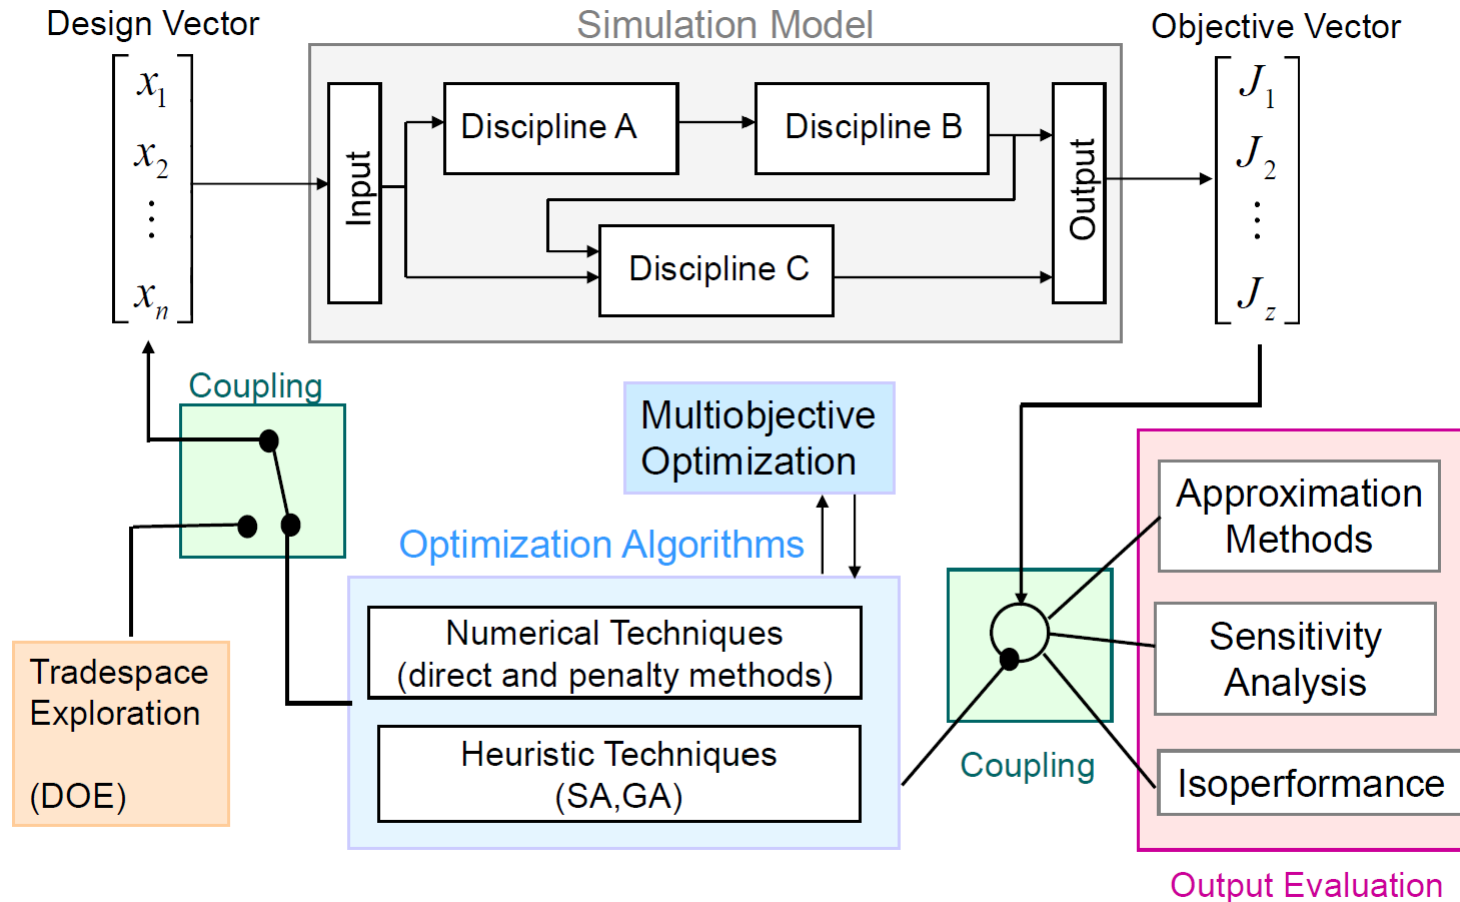 Design Vector
Simulation Model
Objective Vector
x1
x2
⋮
xn
Input
Discipline A
Discipline B
Discipline C
Output
J1
J2
⋮
Jz
Coupling
Multiobjective
Optimization
Optimization Algorithms
Numerical Techniques
(direct and penalty methods)
Heuristic Techniques
(SA,GA)
Tradespace
Exploration
(DOE)
Coupling
Approximation
Methods
Sensitivity
Analysis
Isoperformance
Output Evaluation